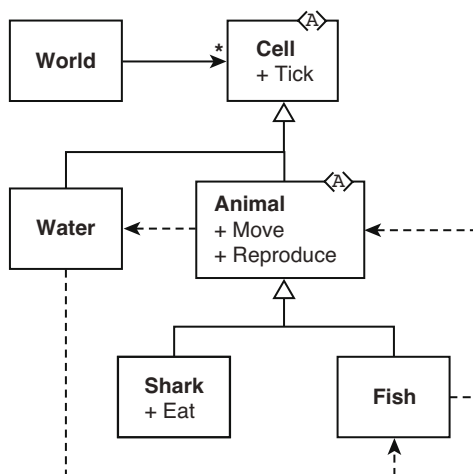 World
*
<A>
Cell
+ Tick
Water
<A>
Animal
+ Move
+ Reproduce
Shark
+ Eat
Fish